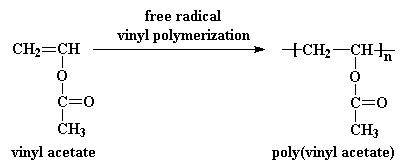 free radical
vinyl polymerization
CH2=CH
O
C=O
CH3
vinyl acetate
[CH2—CH]n
O
C=O
CH3
poly(vinyl acetate)